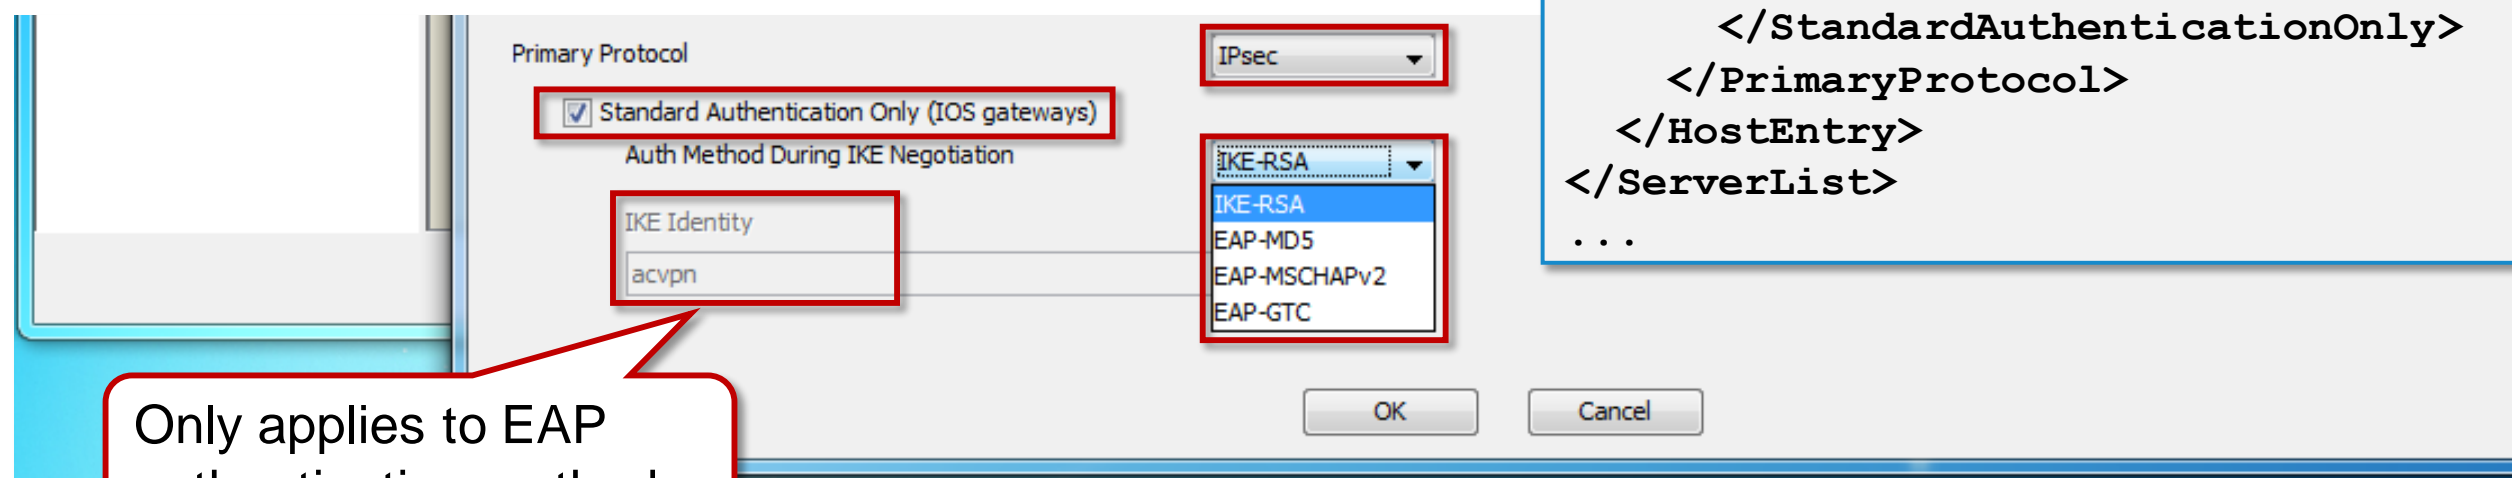 Primary Protocol
IPsec
Standard Authentication Only (IOS gateways)
Auth Method During IKE Negotiation
IKE-RSA
IKE-RSA
EAP-MD5
EAP-MSCHAPv2
EAP-GTC
IKE Identity
acvpn
OK
Cancel
Only applies to EAP
</StandardAuthenticationOnly>
</PrimaryProtocol>
</HostEntry>
</ServerList>
...